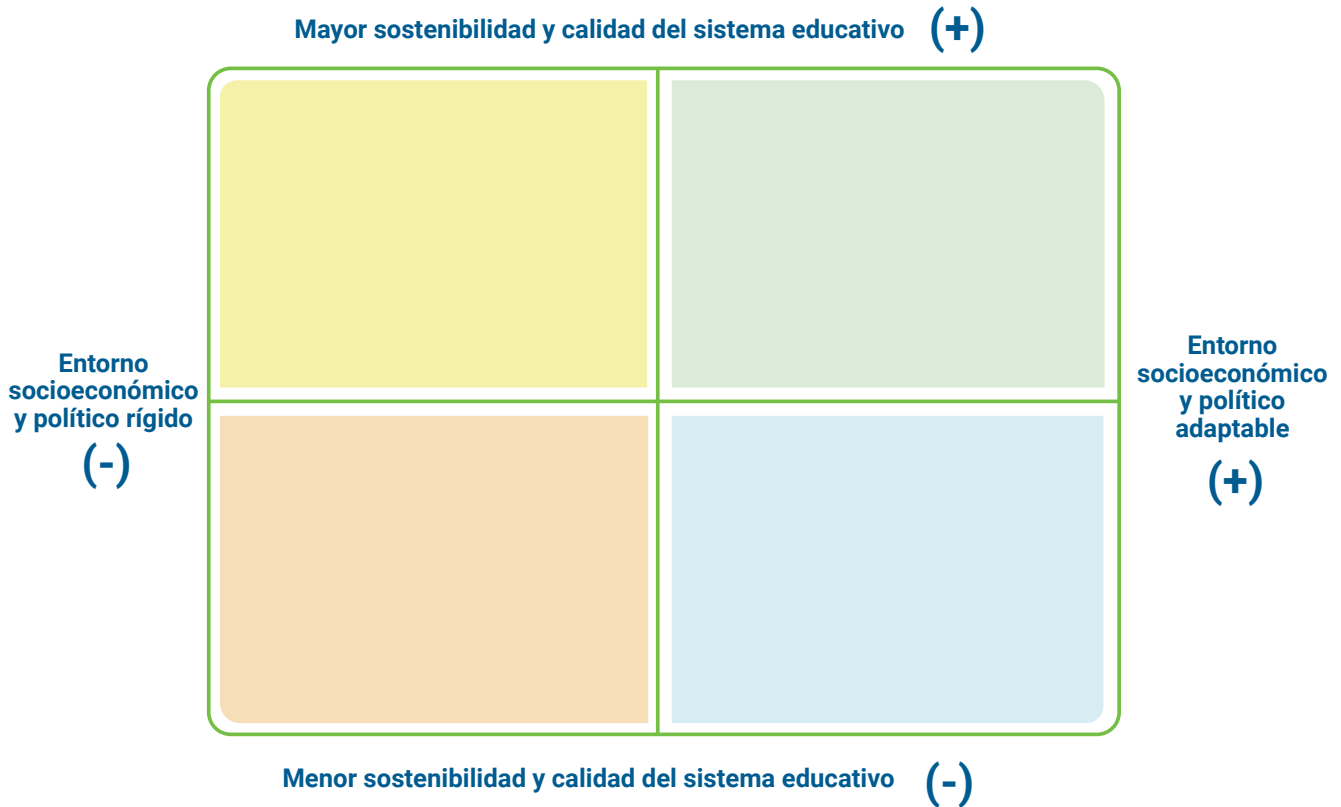 Mayor sostenibilidad y calidad del sistema educativo (+)
Entorno
socioeconómico
y político rígido
(-)
Entorno
socioeconómico
y político
adaptable
(+)
Menor sostenibilidad y calidad del sistema educativo (-)